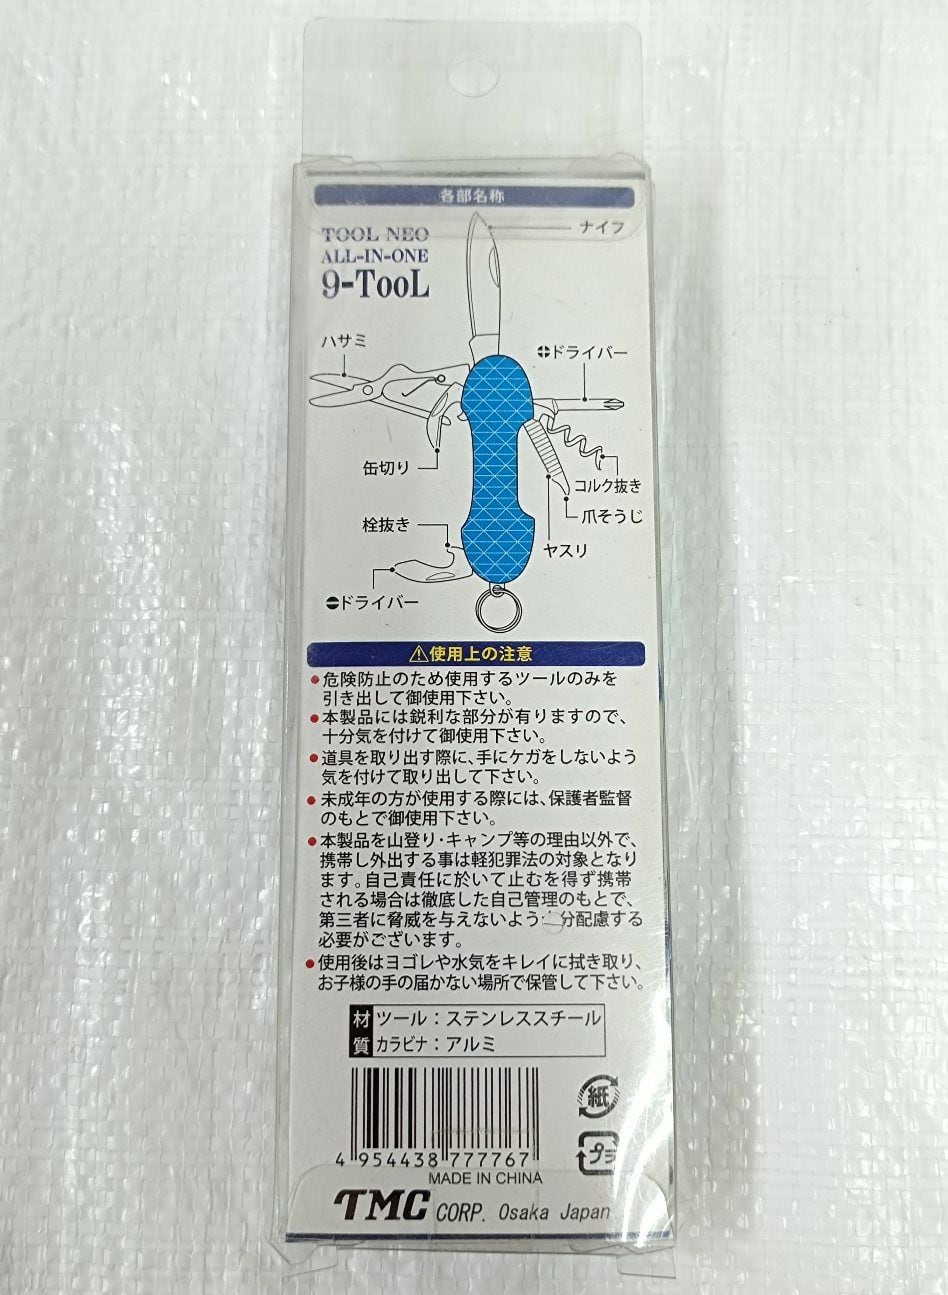 各部名称
TOOL NEO
ALL-IN-ONE
9-TooL
ナイフ
ハサミ
ドライバー
缶切り
コルク抜き
爪そうじ
栓抜き
ヤスリ
ドライバー
⚠使用上の注意
●危険防止のため使用するツールのみを
引き出して御使用下さい。
●本製品には鋭利な部分が有りますので、
十分気を付けて御使用下さい。
●道具を取り出す際に、手にケガをしないよう
気を付けて取り出して下さい。
●未成年の方が使用する際には、保護者監督
のもとで御使用下さい。
●本製品を山登り・キャンプ等の理由以外で、
携帯し外出する事は軽犯罪法の対象となり
ます。自己責任に於いて止むを得ず携帯
される場合は徹底した自己管理のもとで、
第三者に脅威を与えないよう十分配慮する
必要がございます。
●使用後はヨゴレや水気をキレイに拭き取り、
お子様の手の届かない場所で保管して下さい。
材質
ツール：ステンレススチール
カラビナ：アルミ
紙
プラ
4 954438 777767
MADE IN CHINA
TMC CORP. Osaka Japan